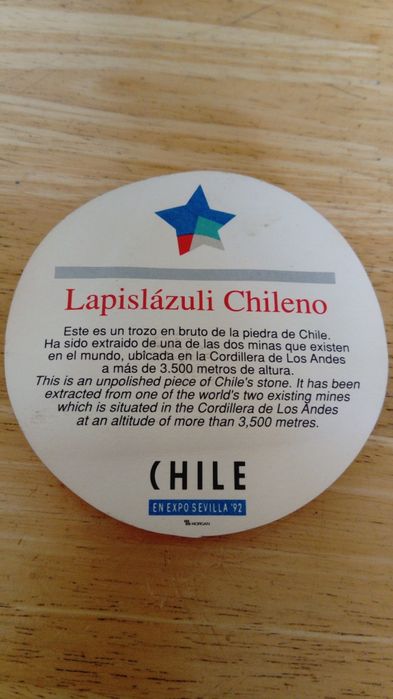 Lapislázuli Chileno
Este es un trozo en bruto de la piedra de Chile.
Ha sido extraido de una de las dos minas que existen
en el mundo, ubicada en la Cordillera de Los Andes
a más de 3.500 metros de altura.
This is an unpolished piece of Chile's stone. It has been
extracted from one of the world's two existing mines
which is situated in the Cordillera de Los Andes
at an altitude of more than 3,500 metres.
CHILE
EN EXPO SEVILLA '92
MORGAN